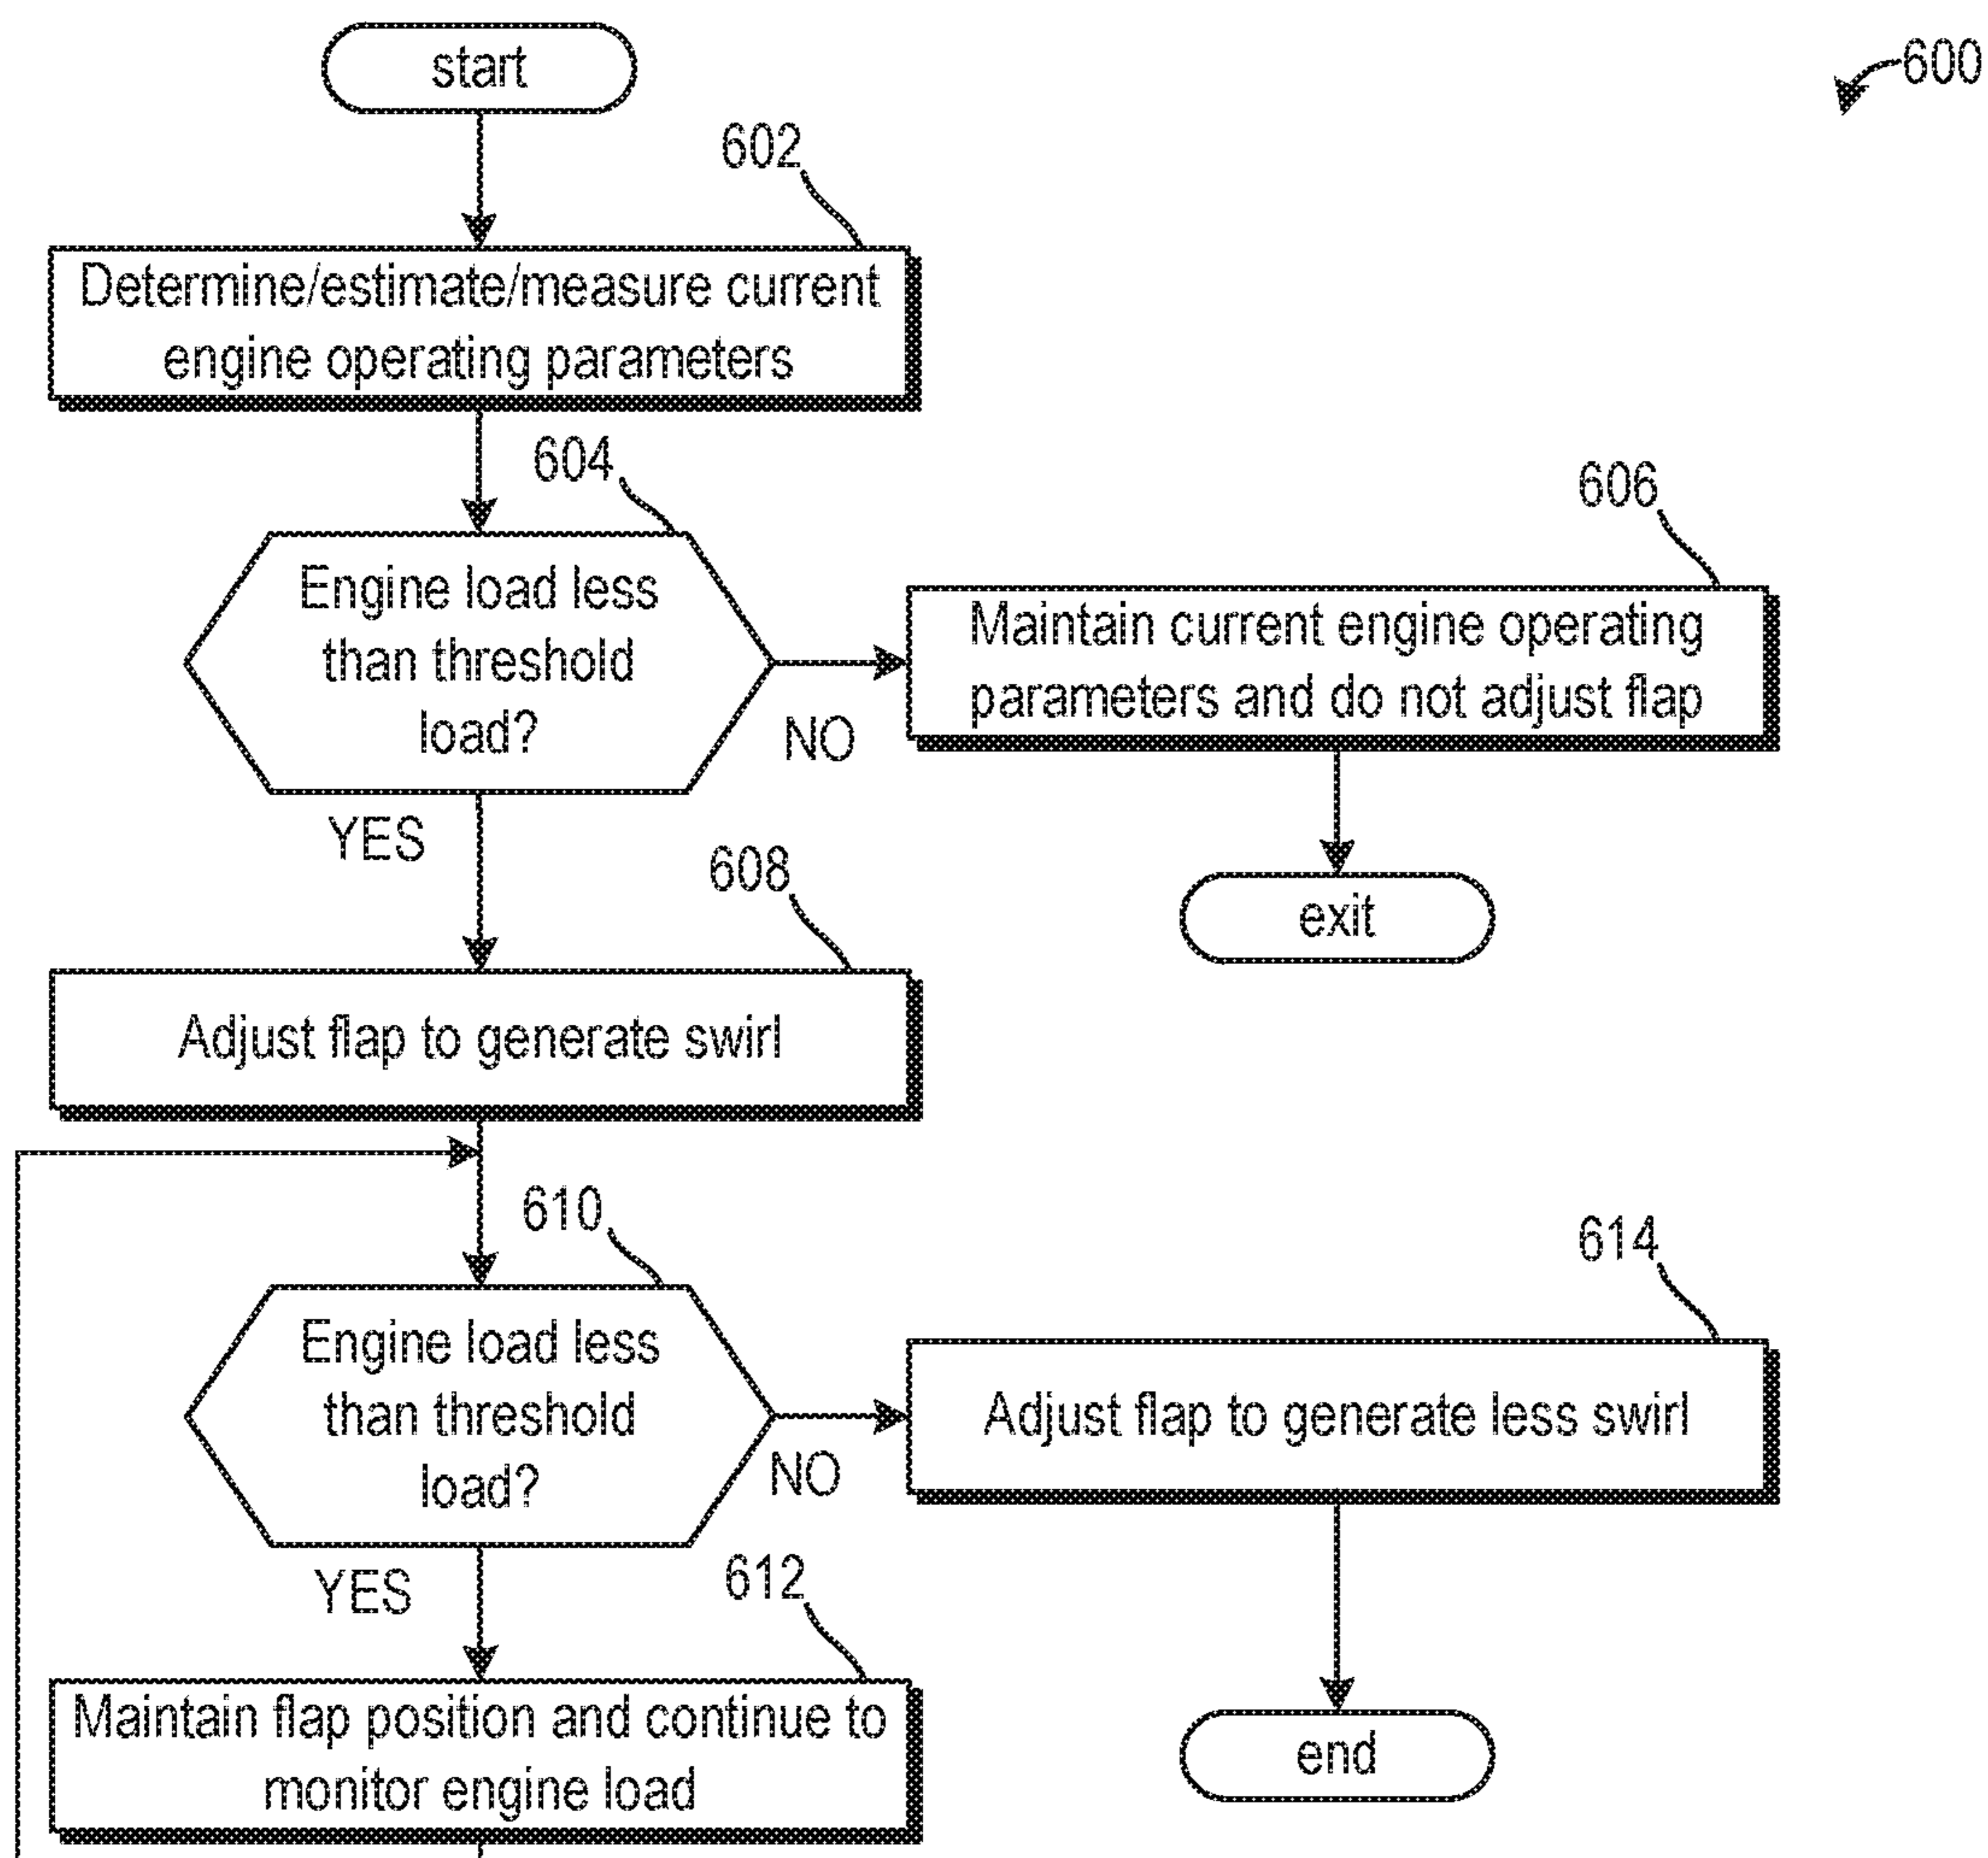 start
600
602
Determine/estimate/measure current
engine operating parameters
604
Engine load less
than threshold
load?
NO
YES
606
Maintain current engine operating
parameters and do not adjust flap
exit
608
Adjust flap to generate swirl
610
Engine load less
than threshold
load?
NO
YES
614
Adjust flap to generate less swirl
end
612
Maintain flap position and continue to
monitor engine load